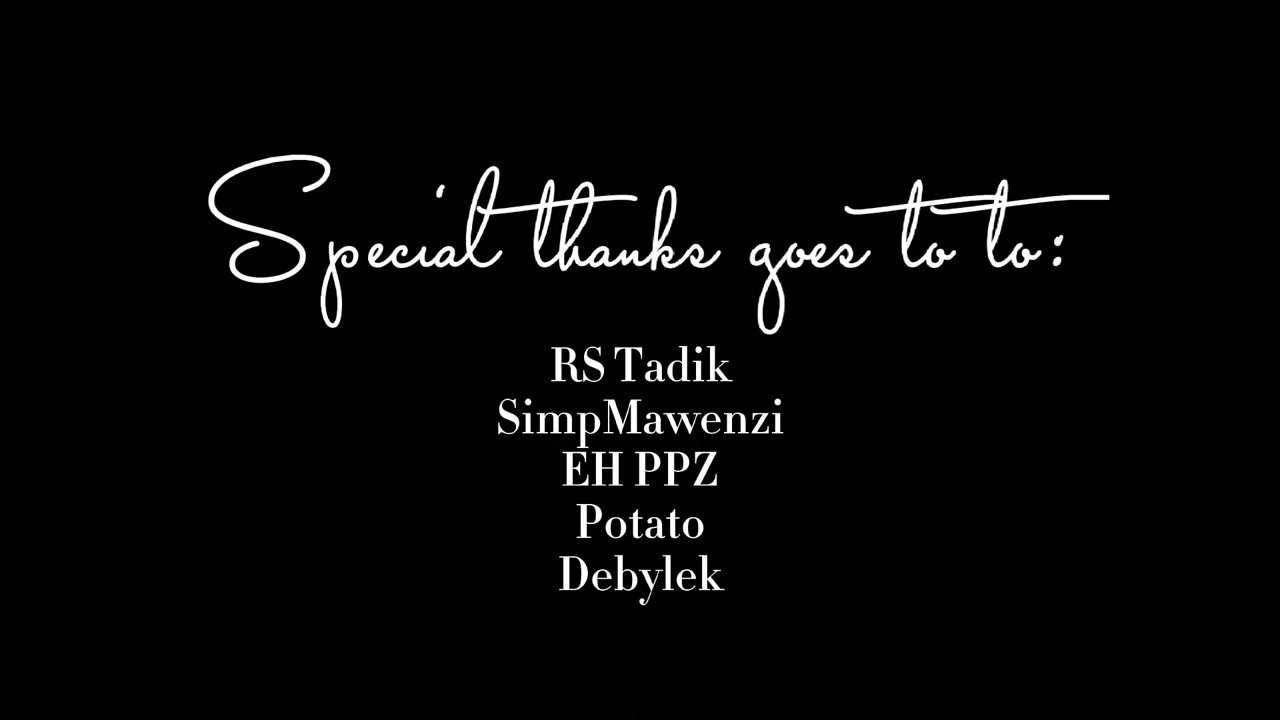 Special thanks goes to to:
RS Tadik
SimpMawenzi
EH PPZ
Potato
Debylek